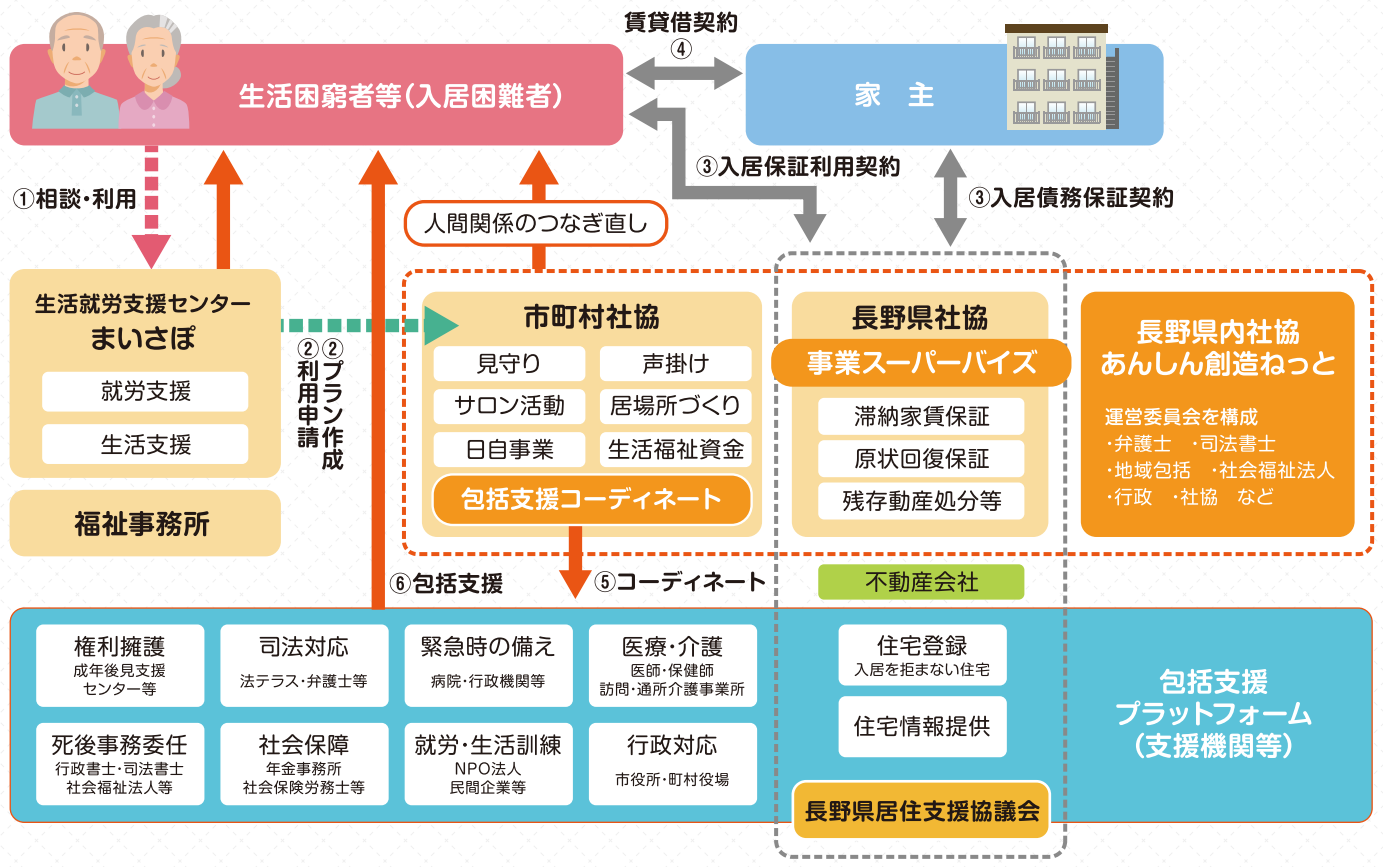 賃貸借契約
④
生活困窮者等(入居困難者)
家 主
①相談・利用
③入居保証利用契約
③入居債務保証契約
人間関係のつなぎ直し
生活就労支援センター
まいさぽ
就労支援
生活支援
福祉事務所
②プラン作成
②利用申請
市町村社協
見守り
声掛け
サロン活動
居場所づくり
日自事業
生活福祉資金
包括支援コーディネート
長野県社協
事業スーパーバイズ
滞納家賃保証
原状回復保証
残存動産処分等
長野県内社協
あんしん創造ねっと
運営委員会を構成
・弁護士 ・司法書士
・地域包括 ・社会福祉法人
・行政 ・社協 など
⑥包括支援
⑤コーディネート
不動産会社
権利擁護
成年後見支援
センター等
司法対応
法テラス・弁護士等
緊急時の備え
病院・行政機関等
医療・介護
医師・保健師
訪問・通所介護事業所
死後事務委任
行政書士・司法書士
社会福祉法人等
社会保障
年金事務所
社会保険労務士等
就労・生活訓練
NPO法人
民間企業等
行政対応
市役所・町村役場
住宅登録
入居を拒まない住宅
住宅情報提供
長野県居住支援協議会
包括支援
プラットフォーム
(支援機関等)